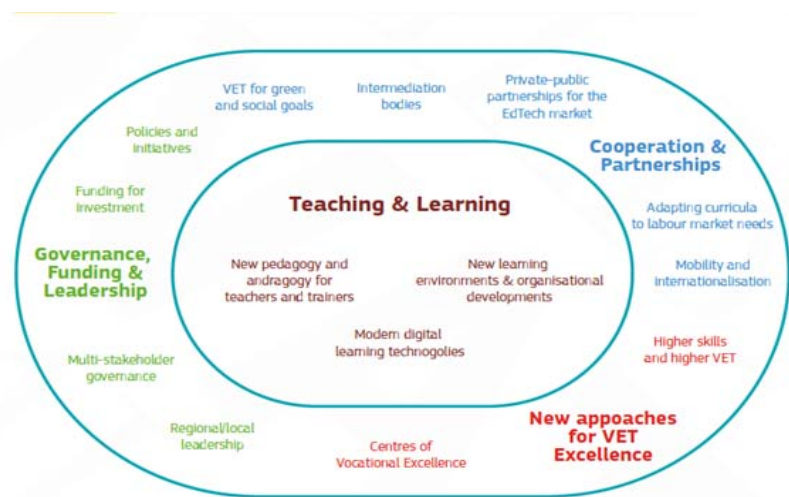 VET for green
and social goals
Intermediation
bodies
Private-public
partnerships for the
EdTech market
Policies and
initiatives
Cooperation &
Partnerships
Funding for
investment
Teaching & Learning
Adapting curricula
to labour market needs
Governance,
Funding &
Leadership
New pedagogy and
andragogy for
teachers and trainers
New learning
environments & organisational
developments
Mobility and
internationalisation
Modern digital
learning technogolies
Higher skills
and higher VET
Multi-stakeholder
governance
Regional/local
leadership
Centres of
Vocational Excellence
New appoaches
for VET
Excellence